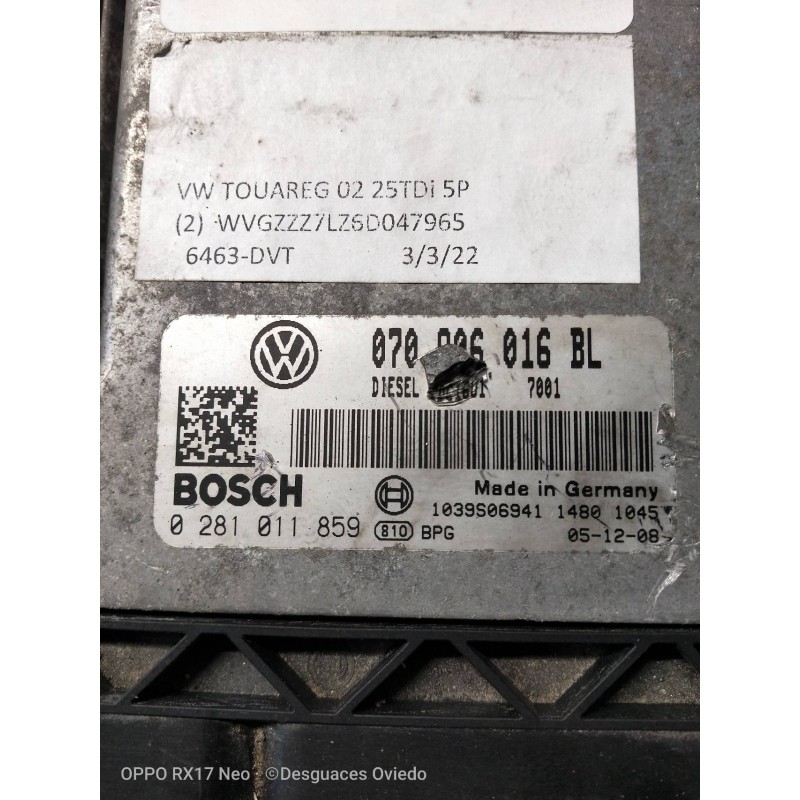 VW TOUAREG 02 25TDi 5P
(2) WVGZZZ7LZ6D047965
6463-DVT 3/3/22
070 906 016 BL
DIESEL 7001
BOSCH
Made in Germany
0 281 011 859
1039S06941 1480 1045
810 BPG
05-12-08
OPPO RX17 Neo · ©Desguaces Oviedo